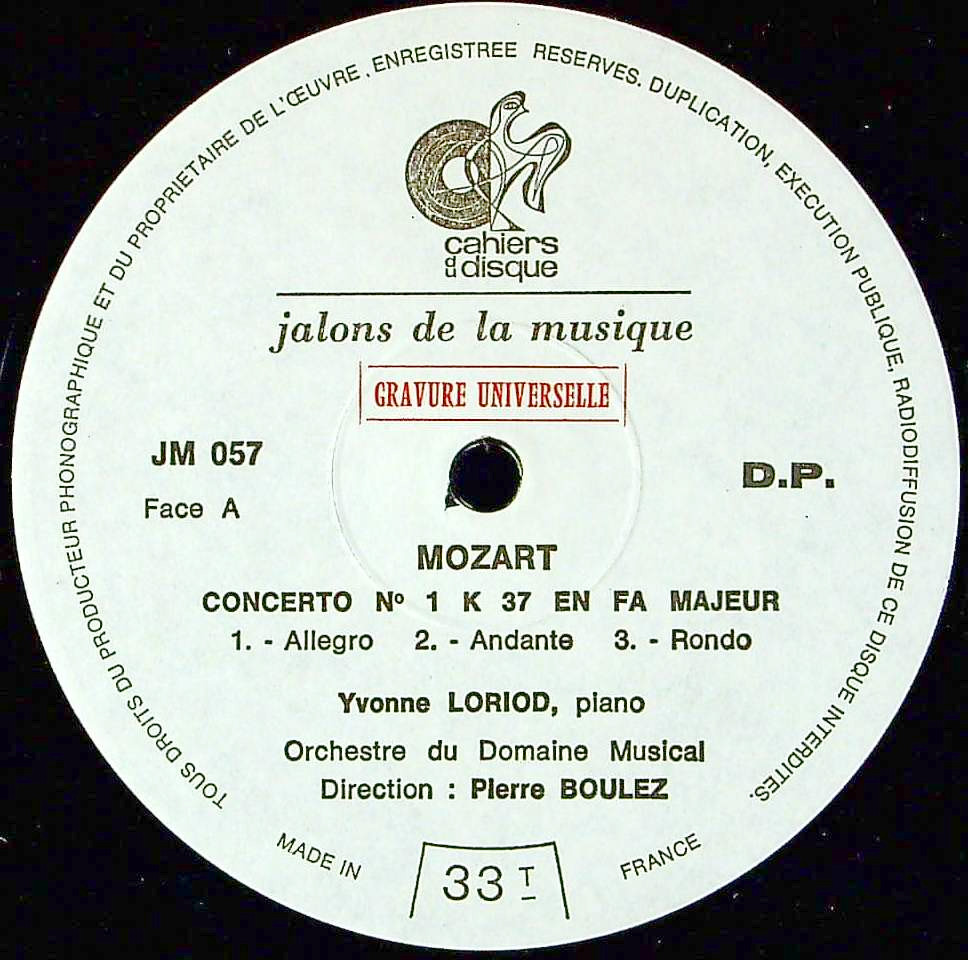 TOUS DROITS DU PRODUCTEUR PHONOGRAPHIQUE ET DU PROPRIETAIRE DE L'ŒUVRE . ENREGISTREE RESERVES. DUPLICATION, EXECUTION PUBLIQUE, RADIODIFFUSION DE CE DISQUE INTERDITES.
cahiers
du disque
jalons de la musique
GRAVURE UNIVERSELLE
JM 057
D.P.
Face A
MOZART
CONCERTO Nº 1 K 37 EN FA MAJEUR
1. - Allegro 2. - Andante 3. - Rondo
Yvonne LORIOD, piano
Orchestre du Domaine Musical
Direction : Pierre BOULEZ
MADE IN FRANCE
33 T